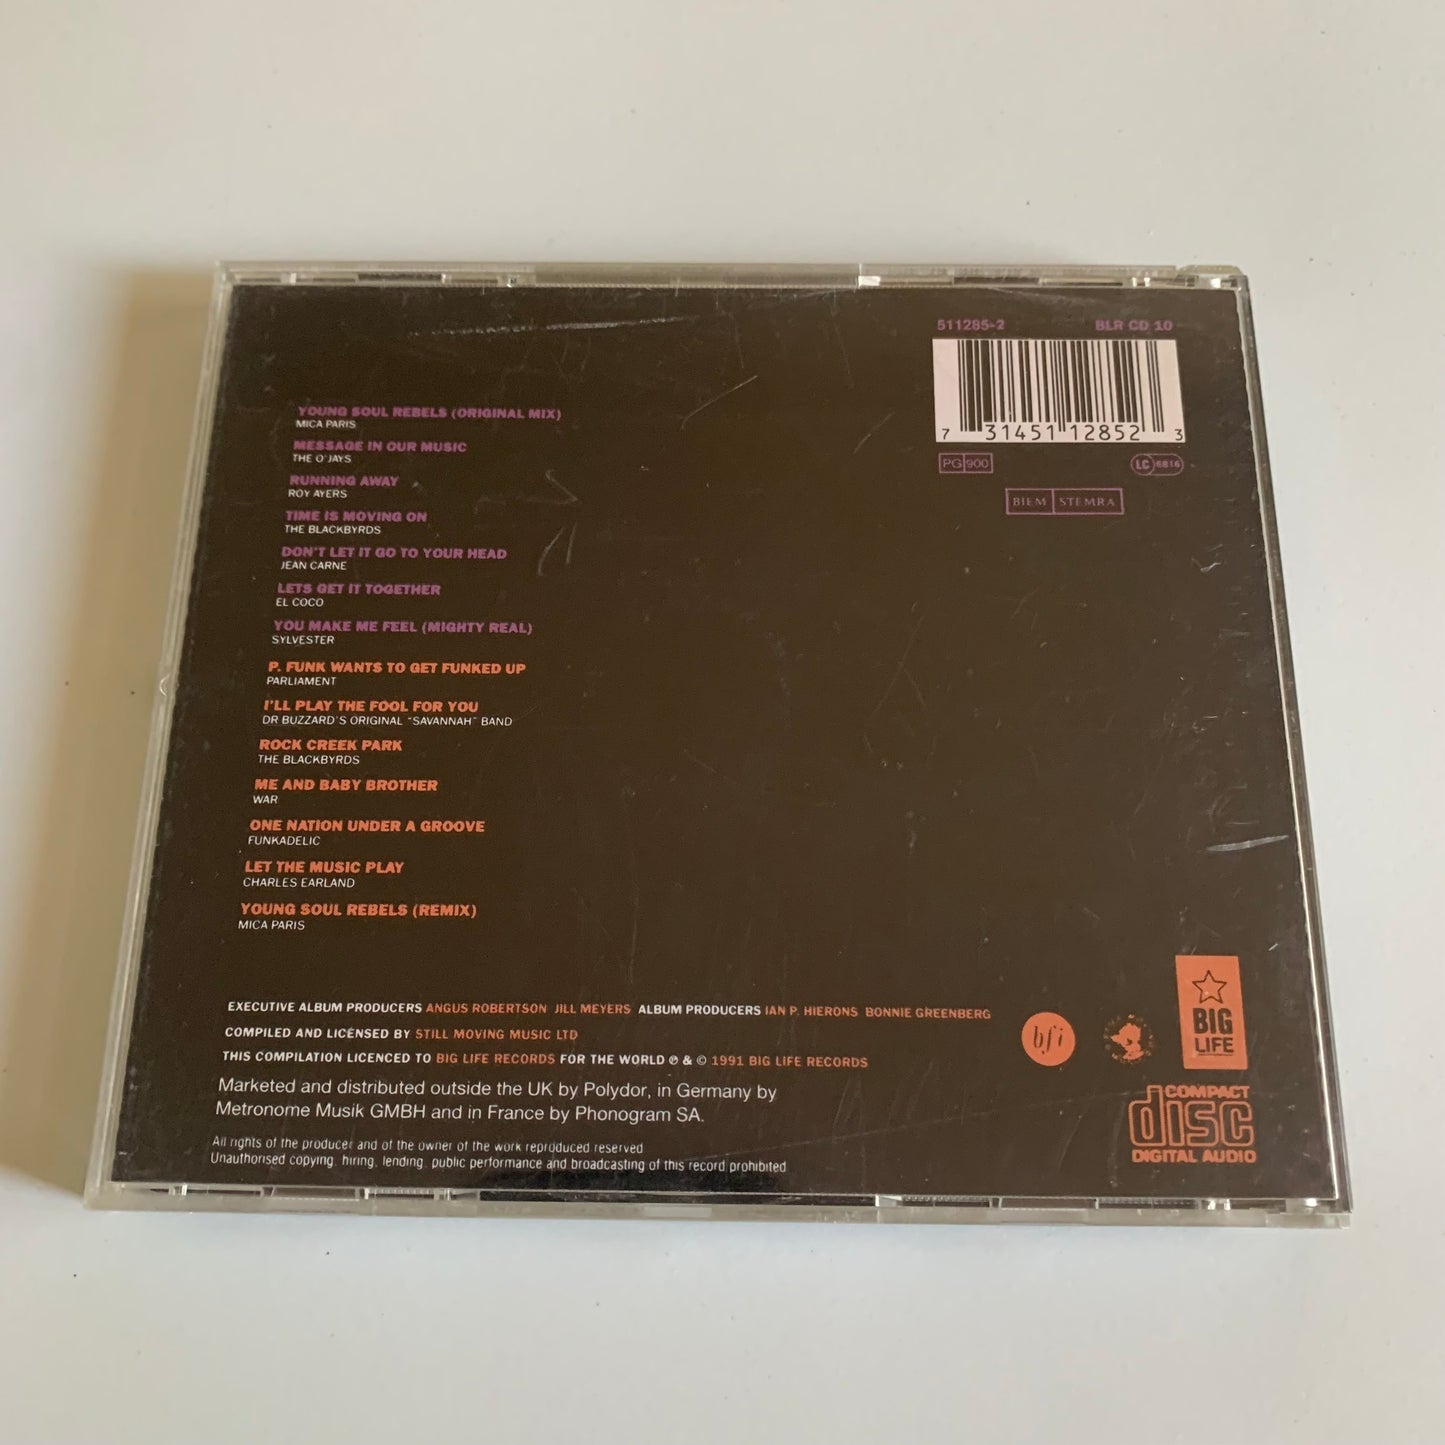 511285-2 BLR CD 10
7 31451 12852 3
PG 900 LC 6816
BIEM STEMRA
YOUNG SOUL REBELS (ORIGINAL MIX)
MICA PARIS
MESSAGE IN OUR MUSIC
THE O'JAYS
RUNNING AWAY
ROY AYERS
TIME IS MOVING ON
THE BLACKBYRDS
DON'T LET IT GO TO YOUR HEAD
JEAN CARNE
LETS GET IT TOGETHER
EL COCO
YOU MAKE ME FEEL (MIGHTY REAL)
SYLVESTER
P. FUNK WANTS TO GET FUNKED UP
PARLIAMENT
I'LL PLAY THE FOOL FOR YOU
DR BUZZARD'S ORIGINAL "SAVANNAH" BAND
ROCK CREEK PARK
THE BLACKBYRDS
ME AND BABY BROTHER
WAR
ONE NATION UNDER A GROOVE
FUNKADELIC
LET THE MUSIC PLAY
CHARLES EARLAND
YOUNG SOUL REBELS (REMIX)
MICA PARIS
EXECUTIVE ALBUM PRODUCERS ANGUS ROBERTSON JILL MEYERS ALBUM PRODUCERS IAN P. HIERONS BONNIE GREENBERG
COMPILED AND LICENSED BY STILL MOVING MUSIC LTD
THIS COMPILATION LICENCED TO BIG LIFE RECORDS FOR THE WORLD ℗ & © 1991 BIG LIFE RECORDS
Marketed and distributed outside the UK by Polydor, in Germany by
Metronome Musik GMBH and in France by Phonogram SA.
All rights of the producer and of the owner of the work reproduced reserved
Unauthorised copying, hiring, lending, public performance and broadcasting of this record prohibited
bfi
BIG
LIFE
COMPACT
disc
DIGITAL AUDIO